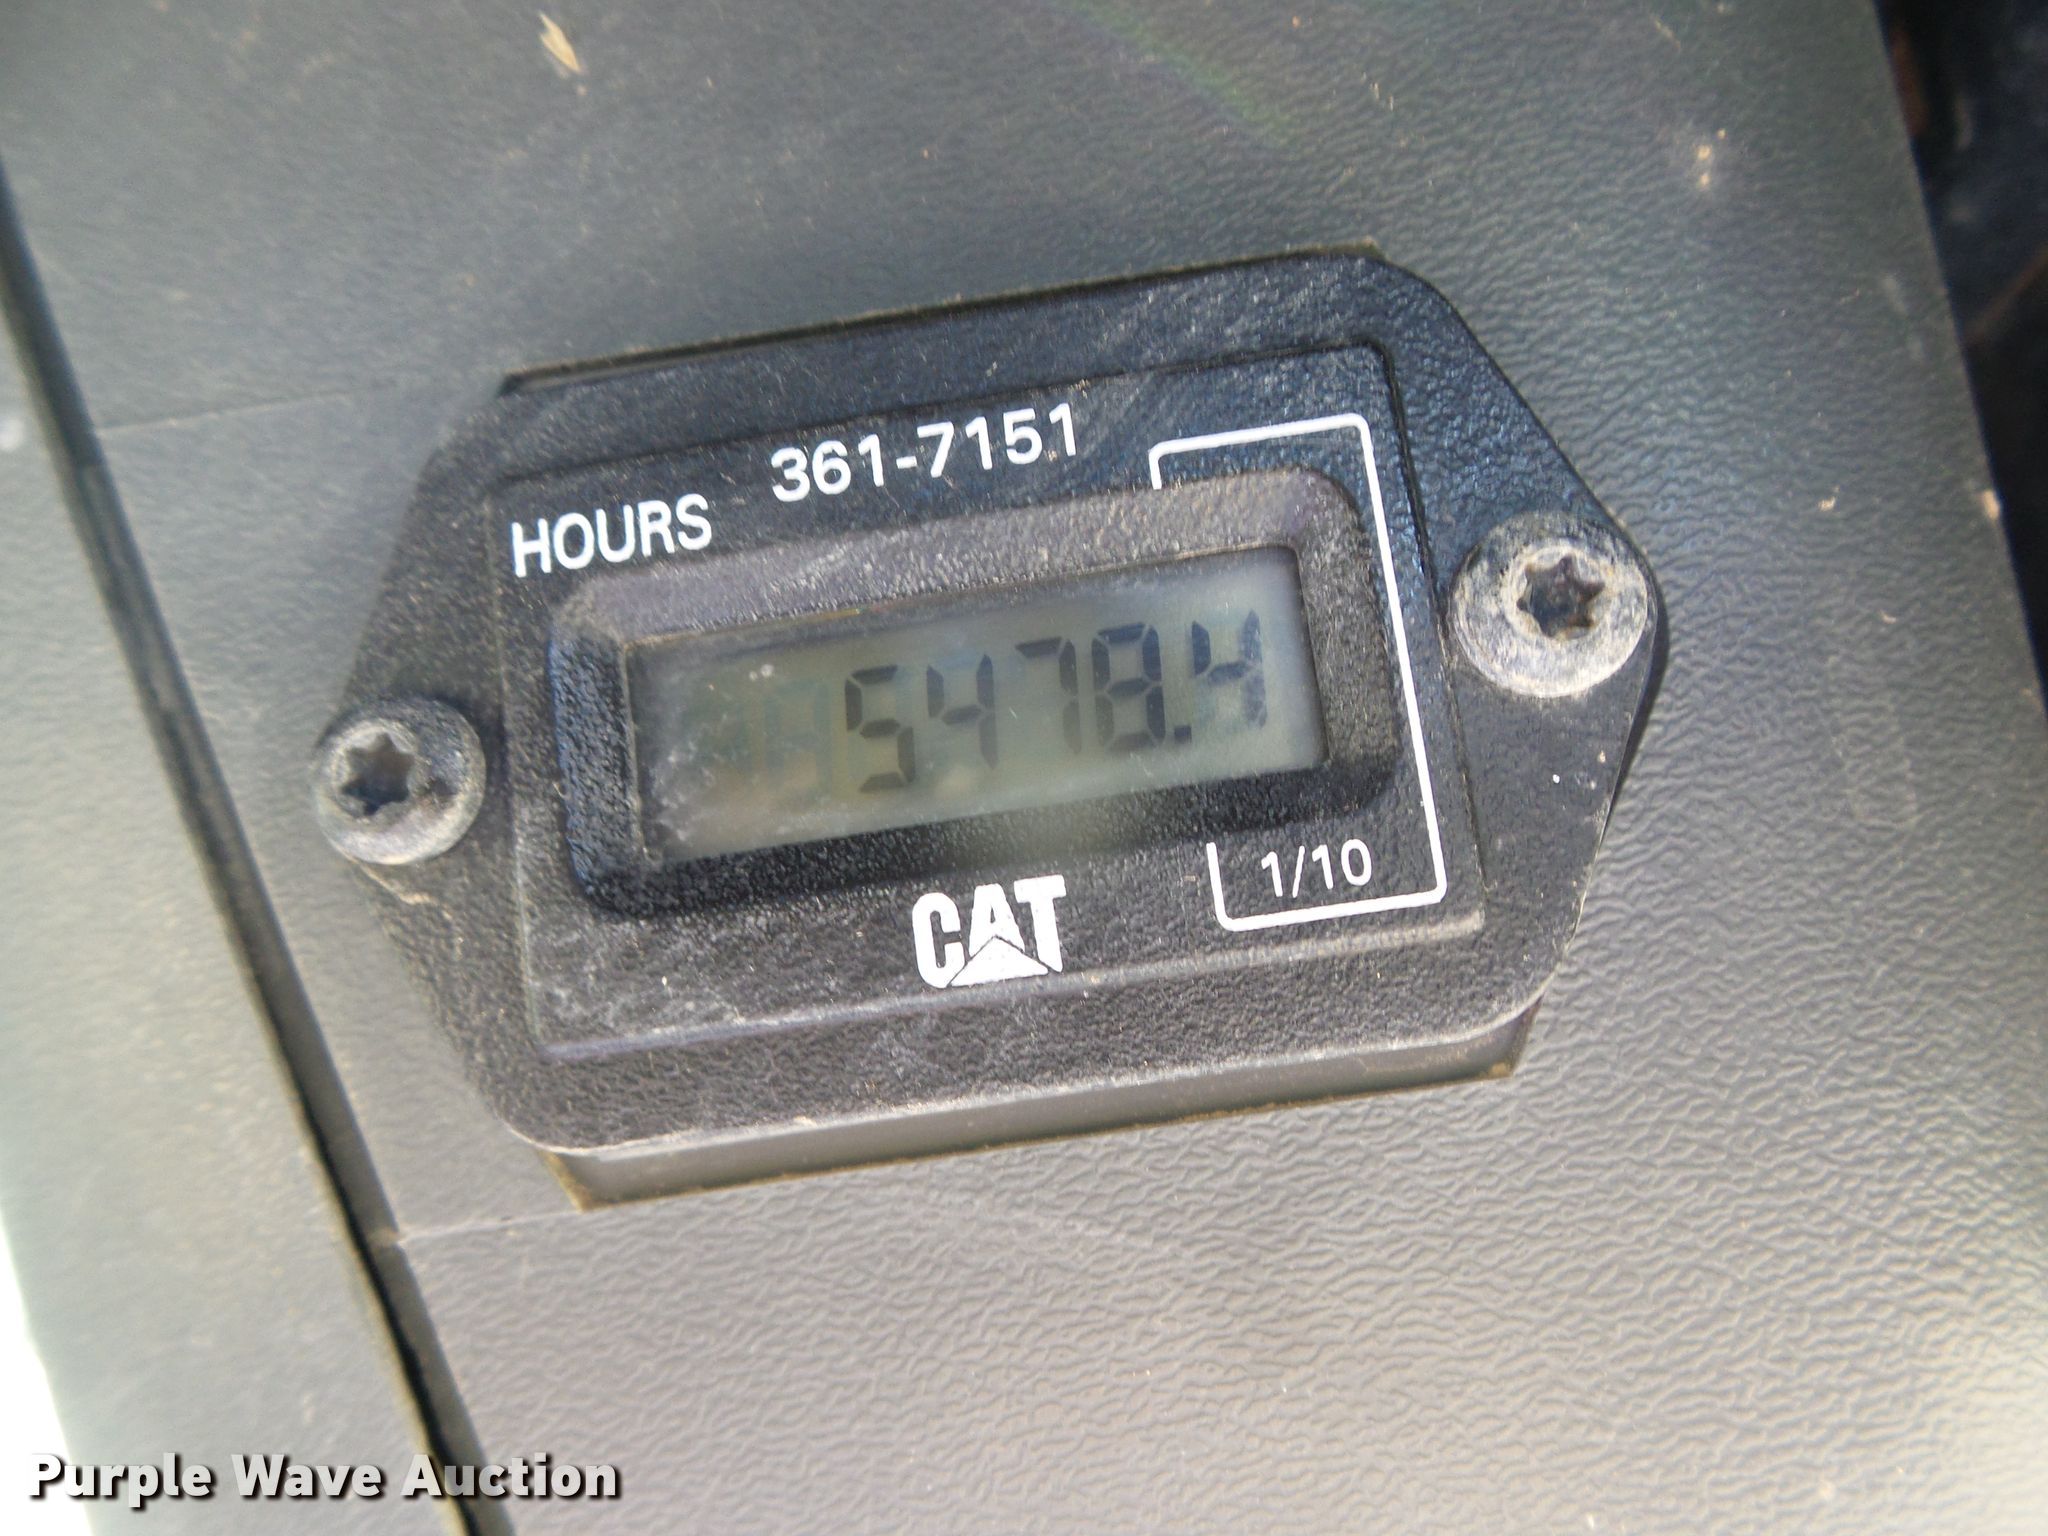 361-7151
HOURS
5478.4
1/10
CAT
Purple Wave Auction